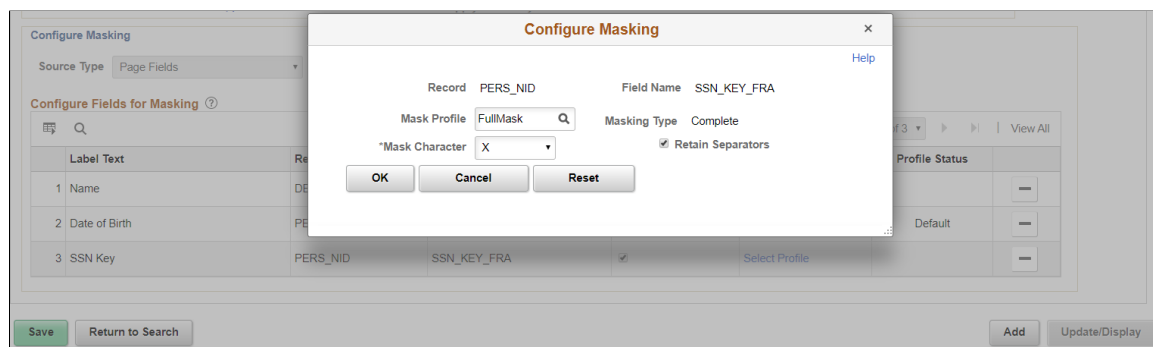 Configure Masking
Source Type Page Fields
Configure Fields for Masking
of 3
View All
Label Text
Profile Status
1 Name
2 Date of Birth Default
3 SSN Key PERS_NID SSN_KEY_FRA Select Profile
Configure Masking ×
Help
Record PERS_NID Field Name SSN_KEY_FRA
Mask Profile FullMask Masking Type Complete
*Mask Character X Retain Separators
OK Cancel Reset
Save Return to Search Add Update/Display